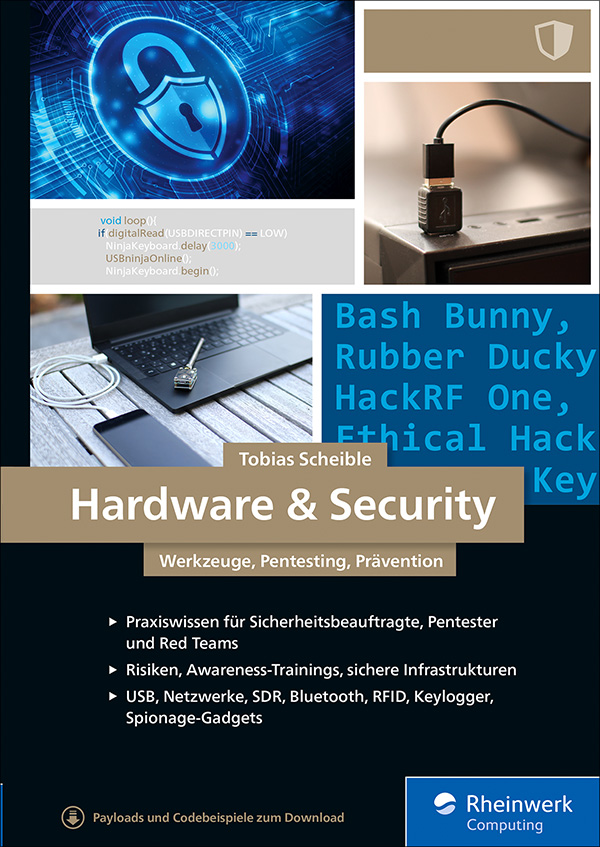 void loop(){
if digitalRead(USBDIRECTPIN) == LOW)
NinjaKeyboard.delay(3000);
USBninjaOnline();
NinjaKeyboard.begin();
Bash Bunny,
Rubber Ducky
HackRF One,
Ethical Hack
Key
Tobias Scheible
Hardware & Security
Werkzeuge, Pentesting, Prävention
Praxiswissen für Sicherheitsbeauftragte, Pentester
und Red Teams
Risiken, Awareness-Trainings, sichere Infrastrukturen
USB, Netzwerke, SDR, Bluetooth, RFID, Keylogger,
Spionage-Gadgets
Payloads und Codebeispiele zum Download
Rheinwerk
Computing